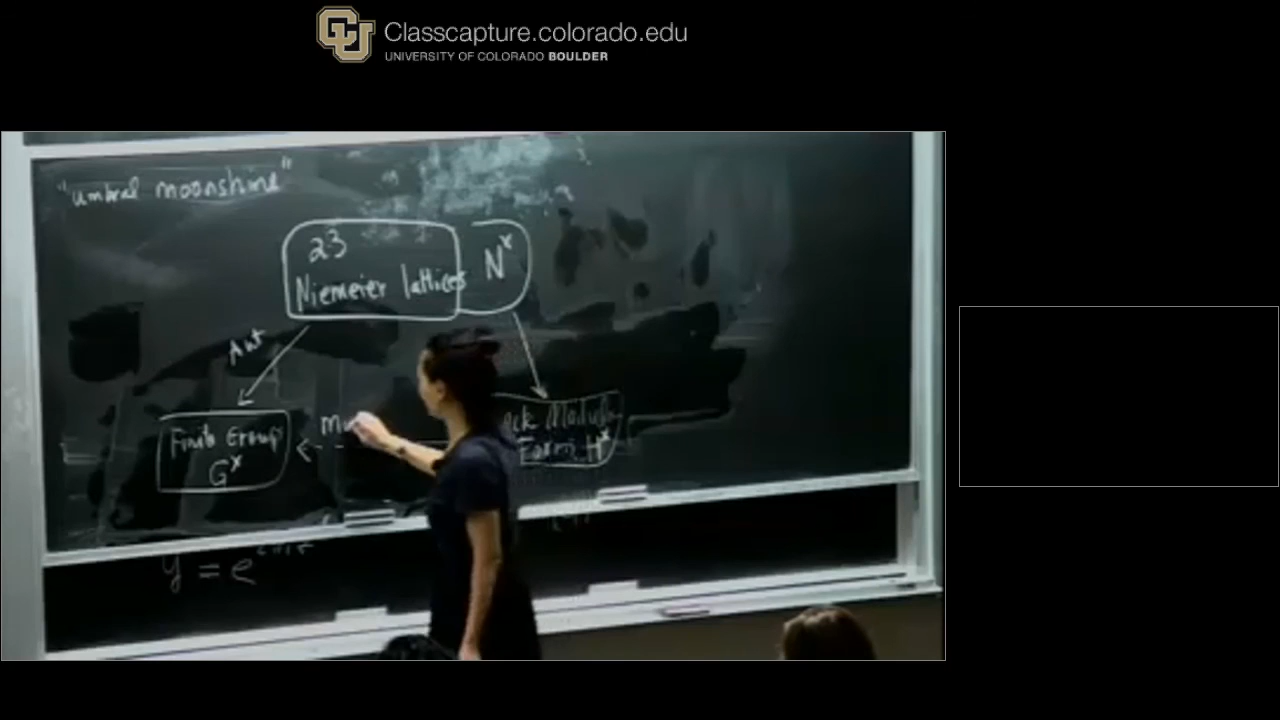 Classcapture.colorado.edu
UNIVERSITY OF COLORADO BOULDER
"umbral moonshine"
23
Niemeier lattices
N^x
Aut
Finite Group
G^x
Form H^x
y = e